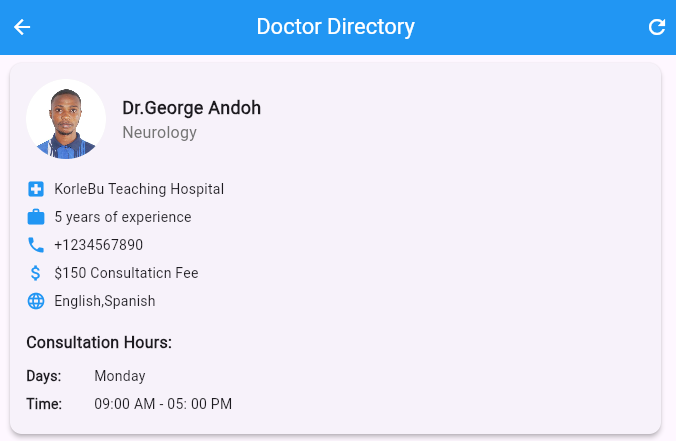 Doctor Directory
Dr.George Andoh
Neurology
KorleBu Teaching Hospital
5 years of experience
+1234567890
$150 Consultaticn Fee
English,Spanish
Consultation Hours:
Days: Monday
Time: 09:00 AM - 05: 00 PM